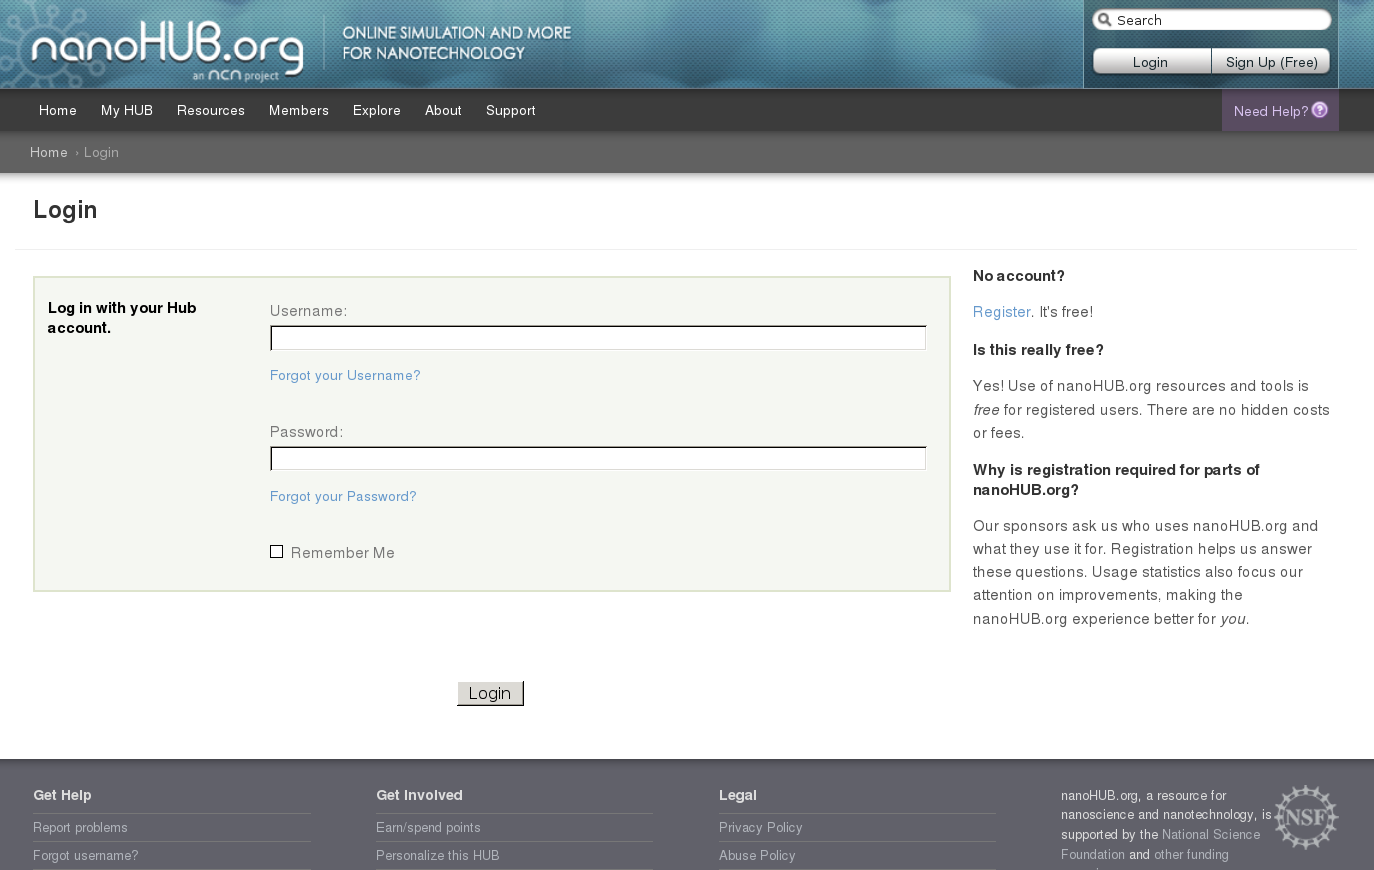 nanoHUB.org
an ncn project
ONLINE SIMULATION AND MORE
FOR NANOTECHNOLOGY
Search
Login
Sign Up (Free)
Home
My HUB
Resources
Members
Explore
About
Support
Need Help?
Home › Login
Login
Log in with your Hub
account.
Username:
Forgot your Username?
Password:
Forgot your Password?
Remember Me
Login
No account?
Register. It's free!
Is this really free?
Yes! Use of nanoHUB.org resources and tools is
free for registered users. There are no hidden costs
or fees.
Why is registration required for parts of
nanoHUB.org?
Our sponsors ask us who uses nanoHUB.org and
what they use it for. Registration helps us answer
these questions. Usage statistics also focus our
attention on improvements, making the
nanoHUB.org experience better for you.
Get Help
Report problems
Forgot username?
Get Involved
Earn/spend points
Personalize this HUB
Legal
Privacy Policy
Abuse Policy
nanoHUB.org, a resource for
nanoscience and nanotechnology, is
supported by the National Science
Foundation and other funding
NSF